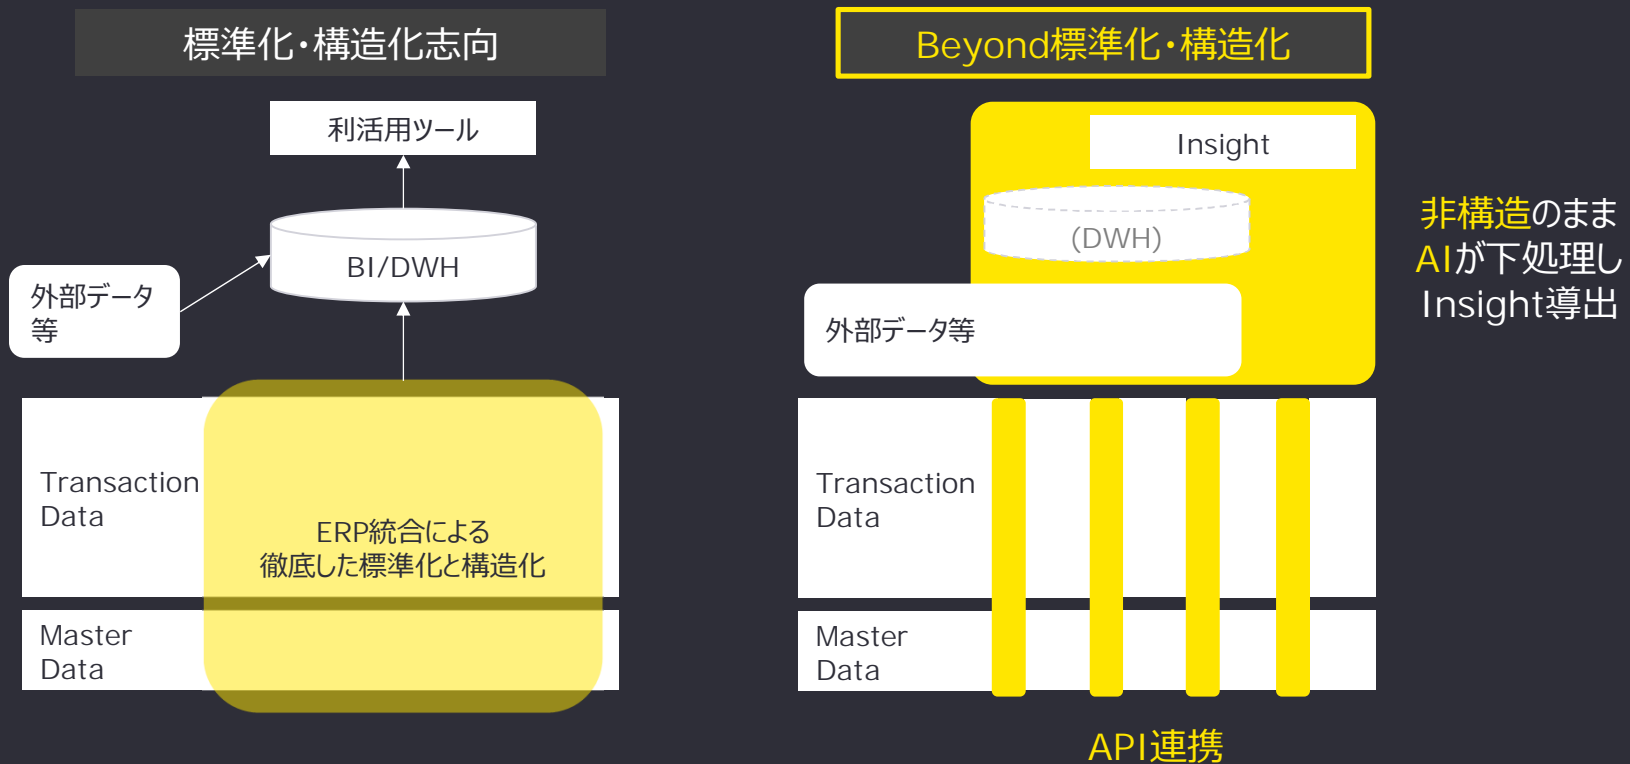 標準化・構造化志向
利活用ツール
BI/DWH
外部データ
等
Transaction
Data
ERP統合による
徹底した標準化と構造化
Master
Data
Beyond標準化・構造化
Insight
(DWH)
外部データ等
非構造のまま
AIが下処理し
Insight導出
Transaction
Data
Master
Data
API連携